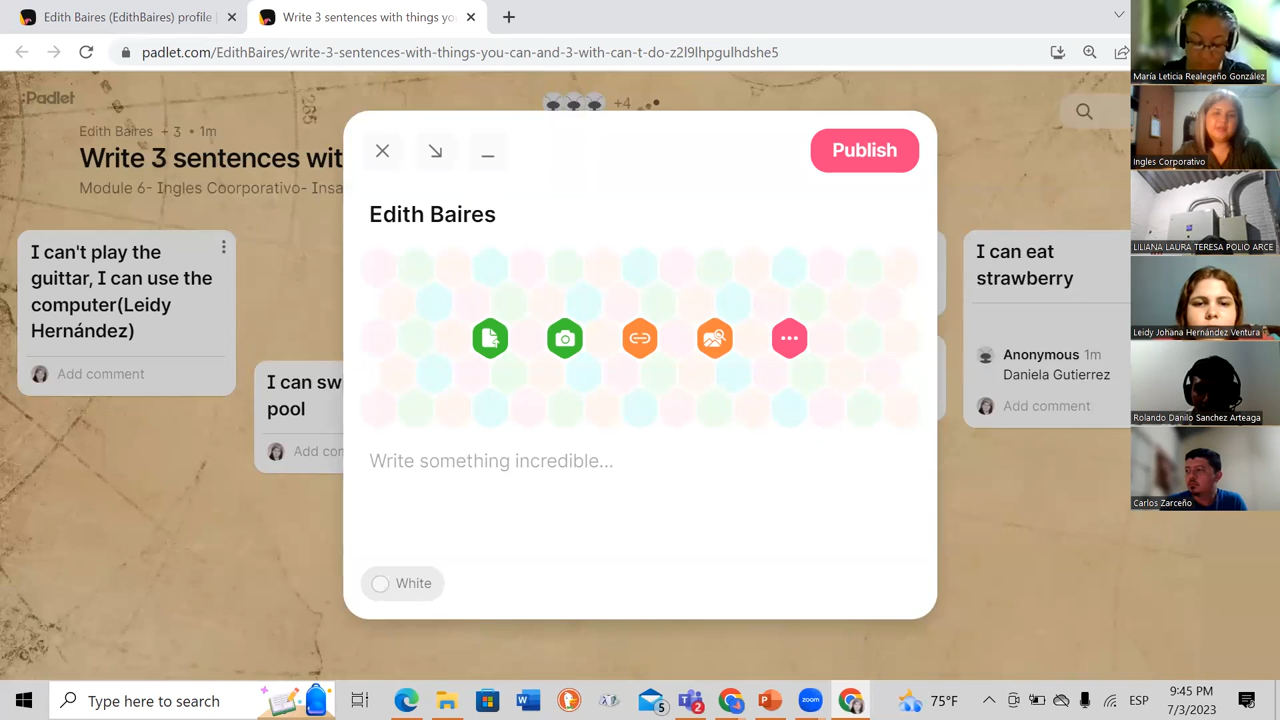 Edith Baires (EdithBaires) profile
Write 3 sentences with things yo
padlet.com/EdithBaires/write-3-sentences-with-things-you-can-and-3-with-can-t-do-z2l9lhpgulhdshe5
:Padlet
+4
Edith Baires + 3 • 1m
Write 3 sentences wit
Module 6- Ingles Coorporativo- Insa
Publish
Edith Baires
I can't play the
guittar, I can use the
computer(Leidy
Hernández)
Add comment
I can sw
pool
Add cor
Write something incredible...
White
I can eat
strawberry
Anonymous 1m
Daniela Gutierrez
Add comment
María Leticia Realegeño González
Ingles Corporativo
LILIANA LAURA TERESA POLIO ARCE
Leidy Johana Hernández Ventura
Rolando Danilo Sanchez Arteaga
Carlos Zarceño
Type here to search
5
2
zoom
75°F
ESP
9:45 PM
7/3/2023